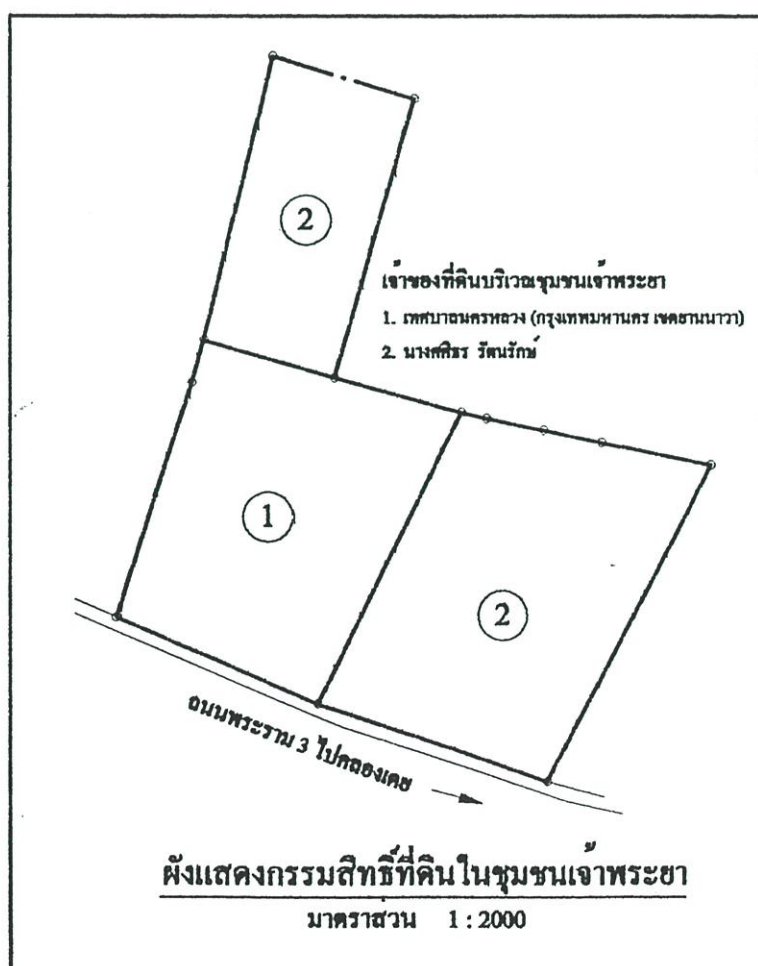 2
เจ้าของที่ดินบริเวณชุมชนเจ้าพระยา
1. เทศบาลนครหลวง (กรุงเทพมหานคร เขตยานนาวา)
2. นางศศิธร รัตนรักษ์
1
2
ถนนพระราม 3 ไปคลองเตย
ผังแสดงกรรมสิทธิ์ที่ดินในชุมชนเจ้าพระยา
มาตราส่วน 1 : 2000